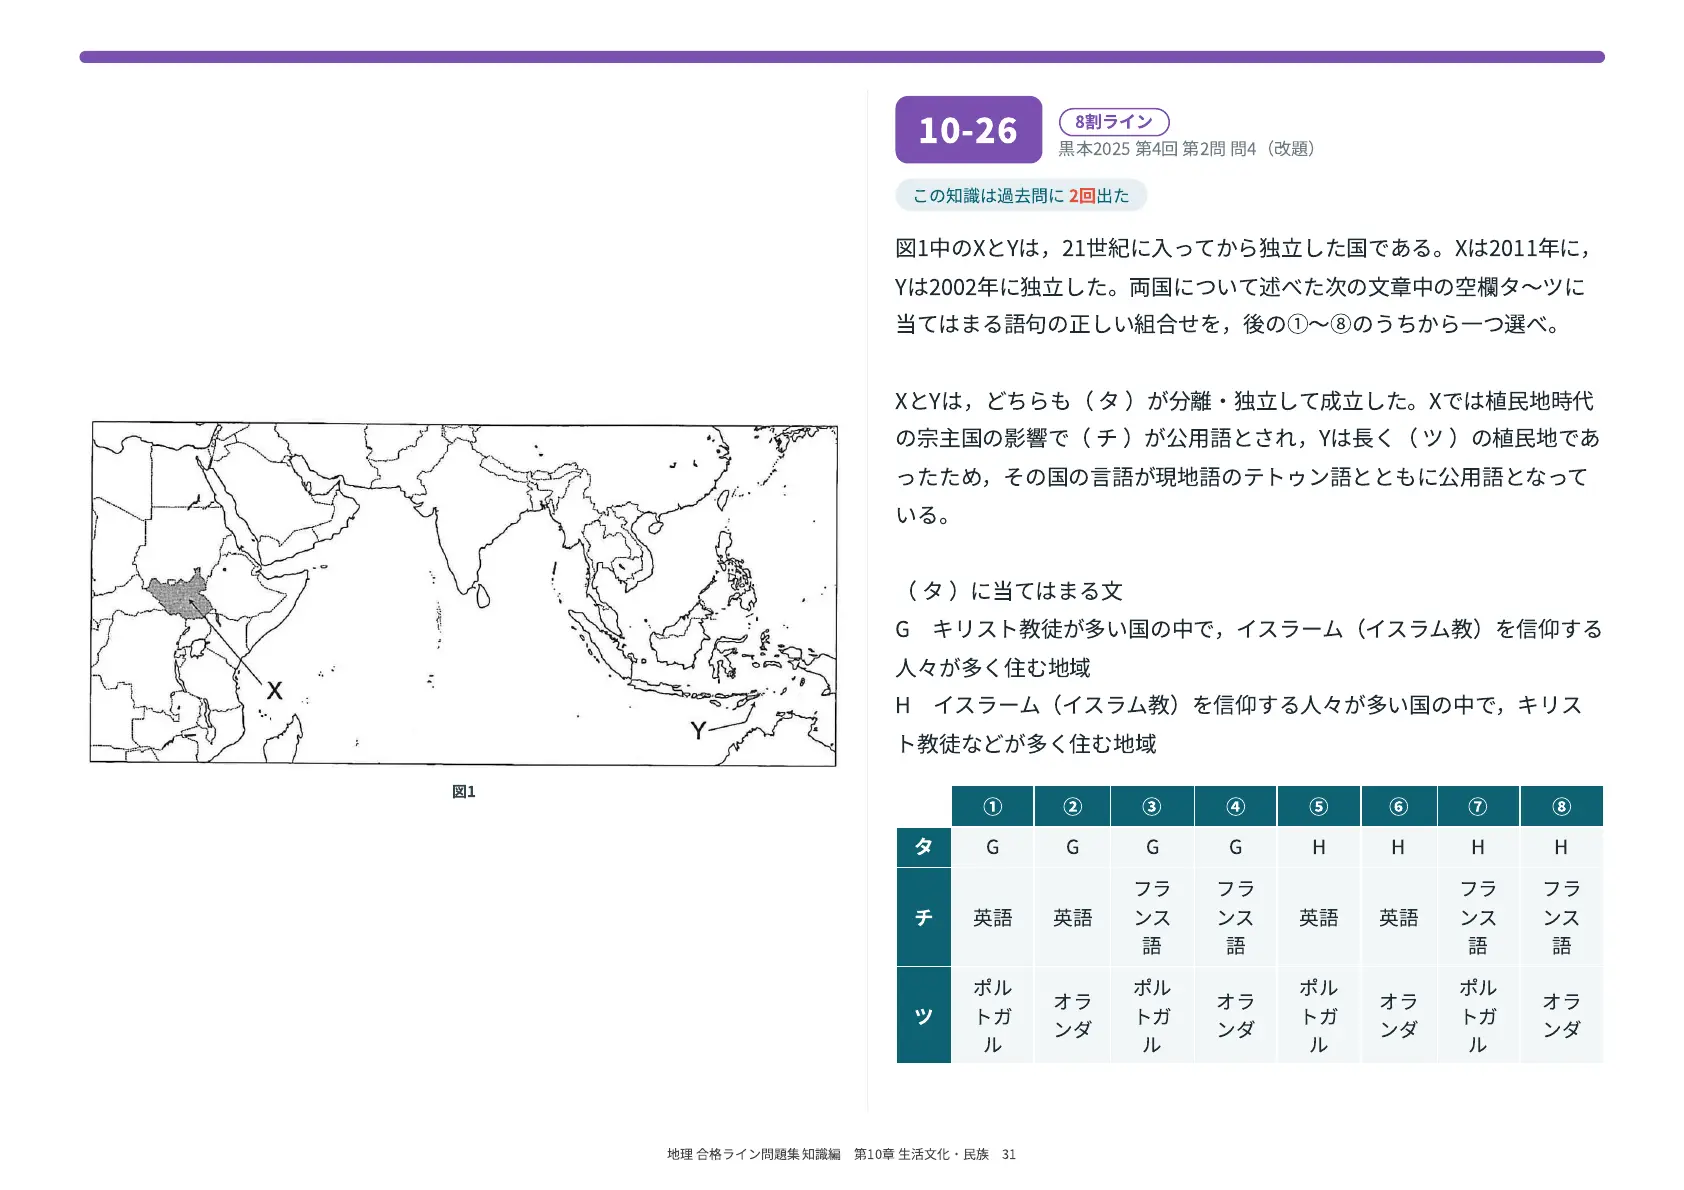 10-26
8割ライン
黒本2025 第4回 第2問 問4（改題）
この知識は過去問に 2回出た
図1中のXとYは，21世紀に入ってから独立した国である。Xは2011年に，
Yは2002年に独立した。両国について述べた次の文章中の空欄タ～ツに
当てはまる語句の正しい組合せを，後の①～⑧のうちから一つ選べ。
XとYは，どちらも（ タ ）が分離・独立して成立した。Xでは植民地時代
の宗主国の影響で（ チ ）が公用語とされ，Yは長く（ ツ ）の植民地であ
ったため，その国の言語が現地語のテトゥン語とともに公用語となって
いる。
（ タ ）に当てはまる文
G　キリスト教徒が多い国の中で，イスラーム（イスラム教）を信仰する
人々が多く住む地域
H　イスラーム（イスラム教）を信仰する人々が多い国の中で，キリス
ト教徒などが多く住む地域
① ② ③ ④ ⑤ ⑥ ⑦ ⑧
タ G G G G H H H H
チ 英語 英語 フランス語 フランス語 英語 英語 フランス語 フランス語
ツ ポルトガル オランダ ポルトガル オランダ ポルトガル オランダ ポルトガル オランダ
X
Y
図1
地理 合格ライン問題集 知識編　第10章 生活文化・民族　31